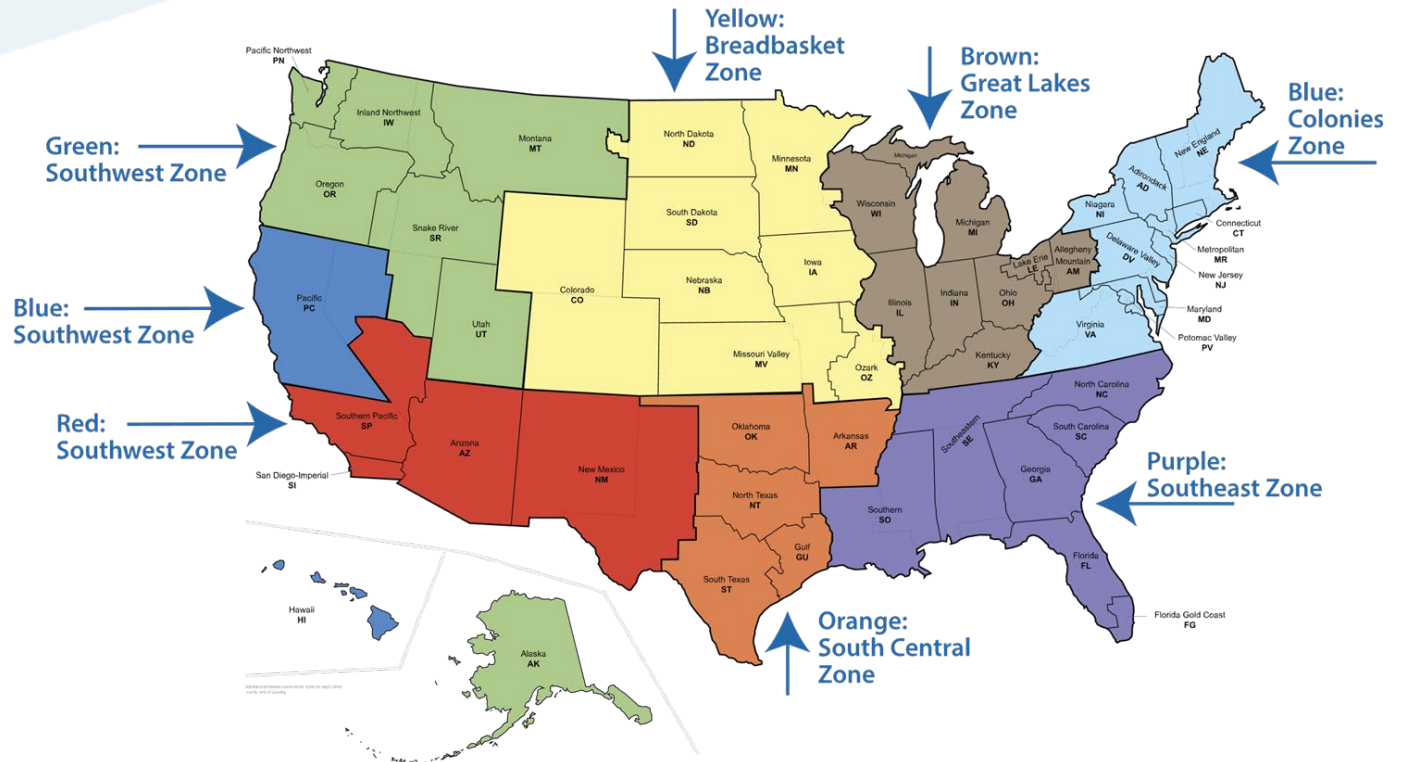 Yellow:
Breadbasket
Zone
Brown:
Great Lakes
Zone
Blue:
Colonies
Zone
Green:
Southwest Zone
Blue:
Southwest Zone
Red:
Southwest Zone
Purple:
Southeast Zone
Orange:
South Central
Zone
Pacific Northwest
PN
Inland Northwest
IW
Montana
MT
Oregon
OR
Snake River
SR
Utah
UT
Pacific
PC
Southern Pacific
SP
San Diego-Imperial
SI
Arizona
AZ
New Mexico
NM
Colorado
CO
North Dakota
ND
South Dakota
SD
Nebraska
NB
Minnesota
MN
Iowa
IA
Missouri Valley
MV
Ozark
OZ
Oklahoma
OK
Arkansas
AR
North Texas
NT
South Texas
ST
Gulf
GU
Michigan
Wisconsin
WI
Michigan
MI
Illinois
IL
Indiana
IN
Ohio
OH
Lake Erie
LE
Allegheny
Mountain
AM
Kentucky
KY
New England
NE
Adirondack
AD
Niagara
NI
Connecticut
CT
Metropolitan
MR
New Jersey
NJ
Delaware Valley
DV
Maryland
MD
Potomac Valley
PV
Virginia
VA
North Carolina
NC
South Carolina
SC
Southeastern
SE
Georgia
GA
Southern
SO
Florida
FL
Florida Gold Coast
FG
Hawaii
HI
Alaska
AK